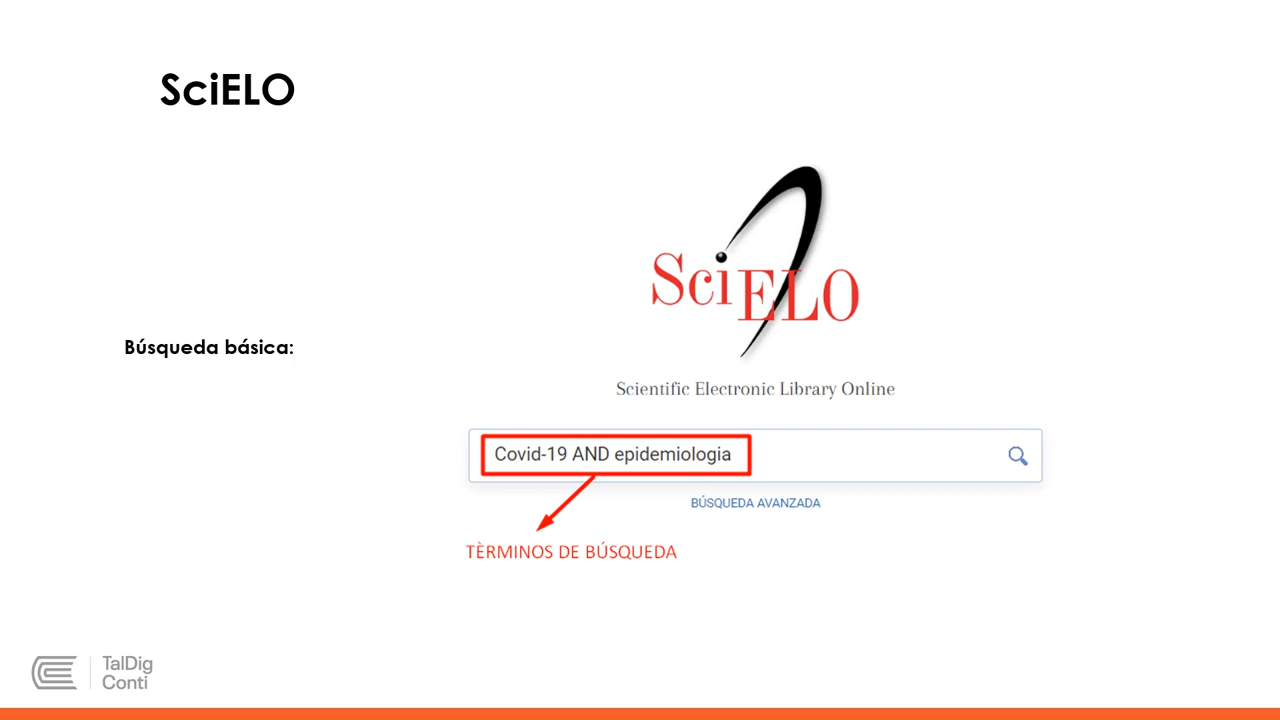 SciELO
SciELO
Búsqueda básica:
Scientific Electronic Library Online
Covid-19 AND epidemiologia
BÚSQUEDA AVANZADA
TÈRMINOS DE BÚSQUEDA
TalDig
Conti